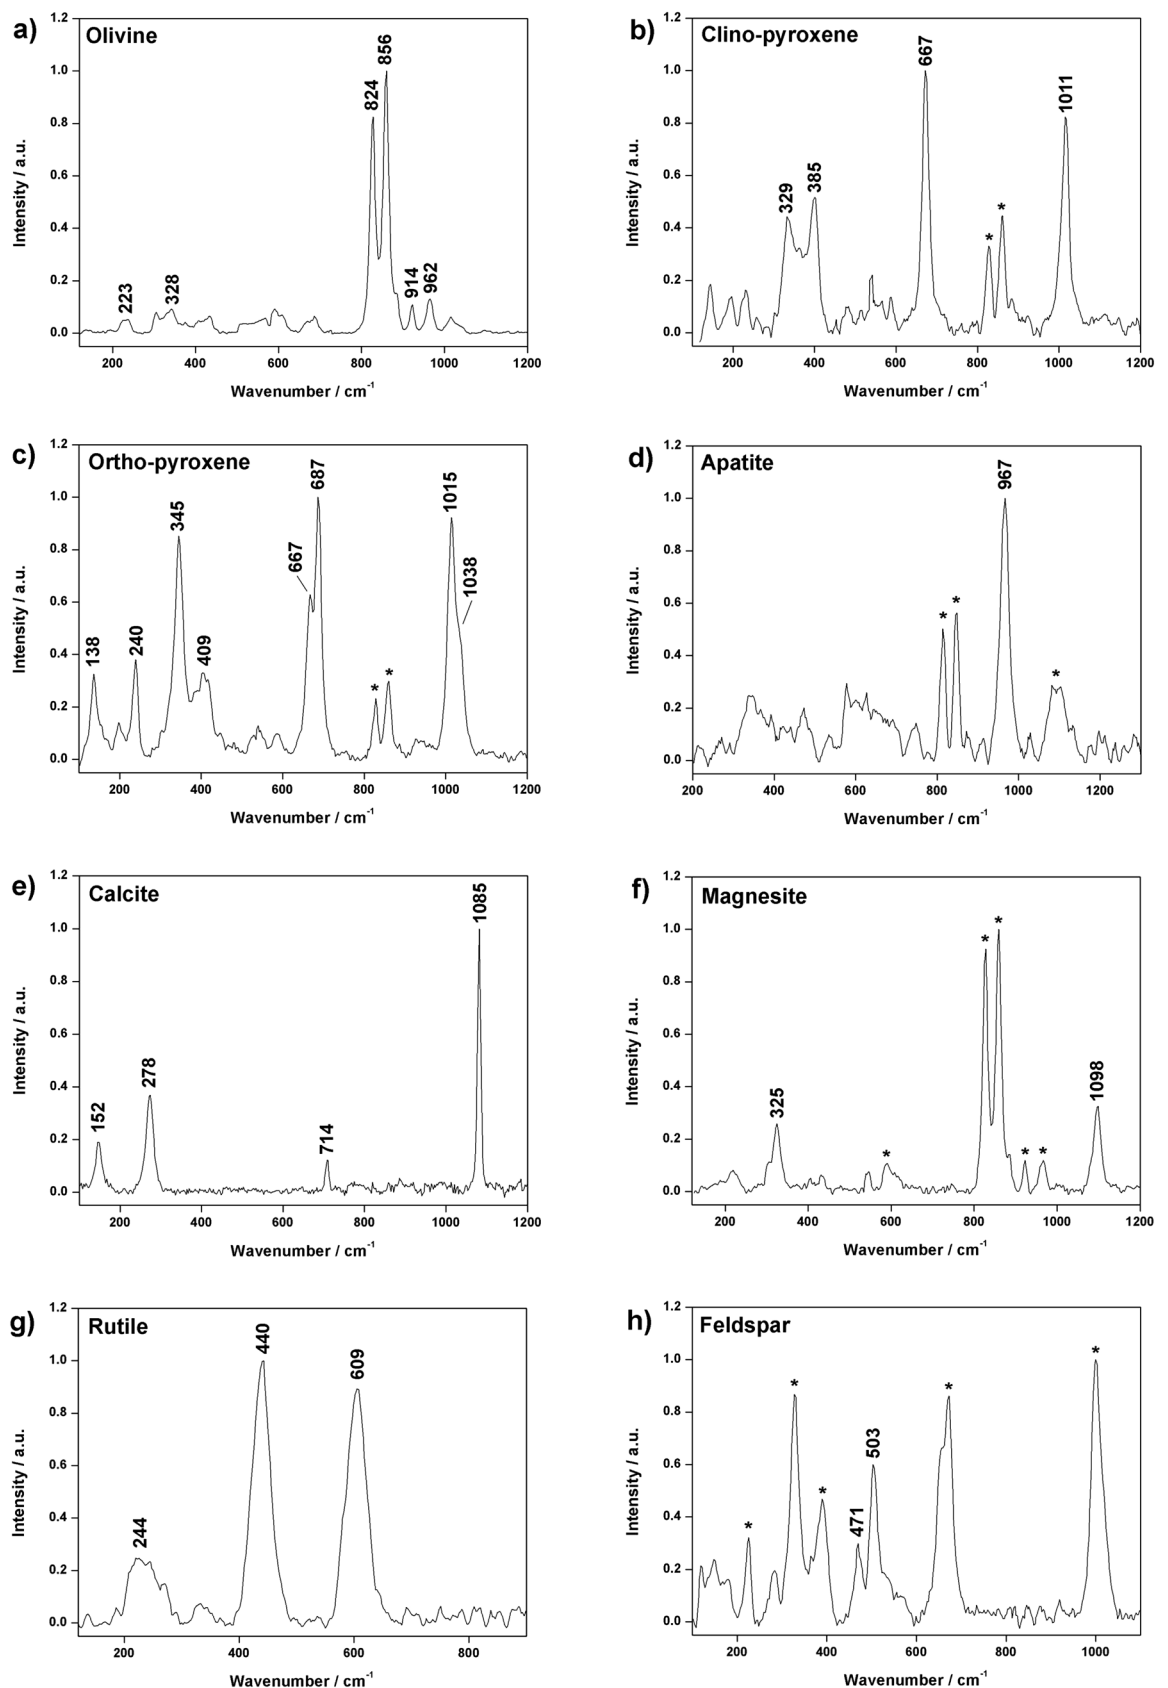 a)
Olivine
1.2
1.0
0.8
0.6
0.4
0.2
0.0
Intensity / a.u.
223
328
824
856
914
962
200 400 600 800 1000 1200
Wavenumber / cm-1
b)
Clino-pyroxene
1.2
1.0
0.8
0.6
0.4
0.2
0.0
Intensity / a.u.
329
385
667
*
*
1011
200 400 600 800 1000 1200
Wavenumber / cm-1
c)
Ortho-pyroxene
1.2
1.0
0.8
0.6
0.4
0.2
0.0
Intensity / a.u.
138
240
345
409
667
687
*
*
1015
1038
200 400 600 800 1000 1200
Wavenumber / cm-1
d)
Apatite
1.2
1.0
0.8
0.6
0.4
0.2
0.0
Intensity / a.u.
*
*
967
*
200 400 600 800 1000 1200
Wavenumber / cm-1
e)
Calcite
1.2
1.0
0.8
0.6
0.4
0.2
0.0
Intensity / a.u.
152
278
714
1085
200 400 600 800 1000 1200
Wavenumber / cm-1
f)
Magnesite
1.2
1.0
0.8
0.6
0.4
0.2
0.0
Intensity / a.u.
325
*
*
*
*
*
1098
200 400 600 800 1000 1200
Wavenumber / cm-1
g)
Rutile
1.2
1.0
0.8
0.6
0.4
0.2
0.0
Intensity / a.u.
244
440
609
200 400 600 800
Wavenumber / cm-1
h)
Feldspar
1.2
1.0
0.8
0.6
0.4
0.2
0.0
Intensity / a.u.
*
*
*
471
503
*
*
200 400 600 800 1000
Wavenumber / cm-1